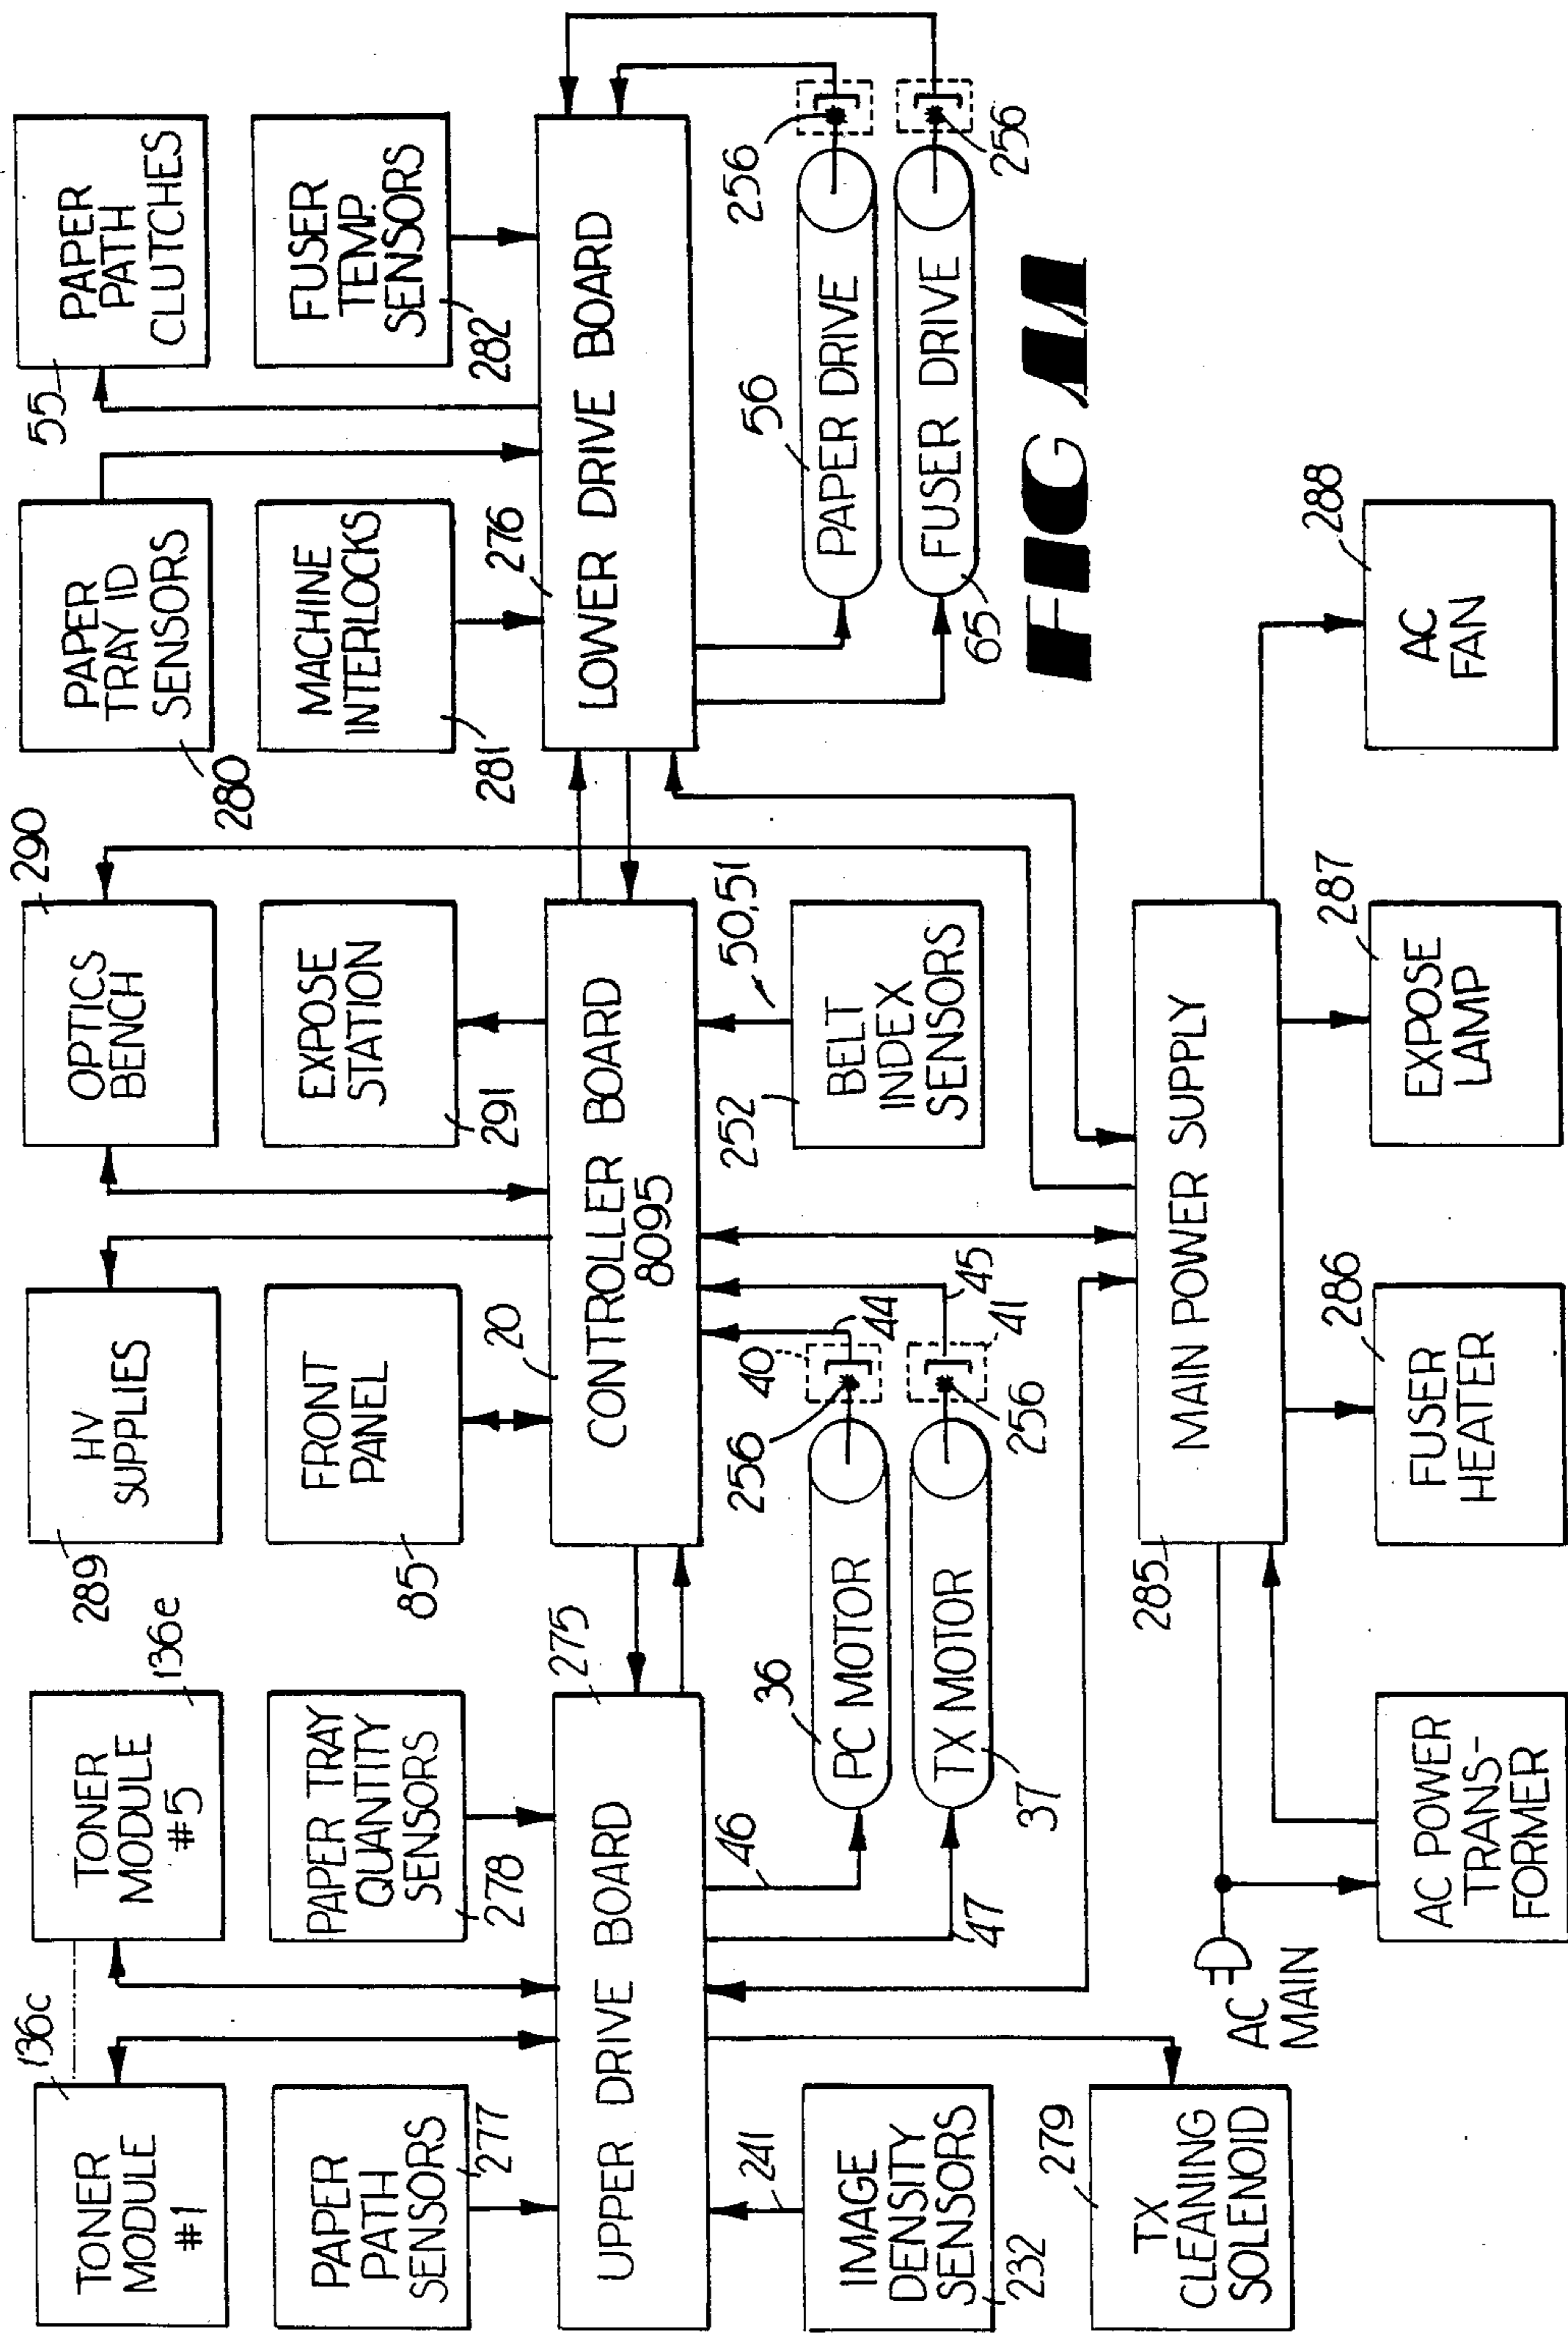 136c
TONER
MODULE
#1
TONER
MODULE
#5
136e
289
HV
SUPPLIES
OPTICS
BENCH
290
PAPER
TRAY ID
SENSORS
280
55
PAPER
PATH
CLUTCHES
PAPER
PATH
SENSORS
277
PAPER TRAY
QUANTITY
SENSORS
278
85
FRONT
PANEL
EXPOSE
STATION
291
MACHINE
INTERLOCKS
281
FUSER
TEMP.
SENSORS
282
UPPER DRIVE BOARD
275
20
CONTROLLER BOARD
8095
276
LOWER DRIVE BOARD
241
IMAGE
DENSITY
SENSORS
232
46
47
36
PC MOTOR
256
40
44
TX MOTOR
37
256
41
45
252
BELT
INDEX
SENSORS
50,51
56
PAPER DRIVE
256
FUSER DRIVE
65
256
FIG 11
279
TX
CLEANING
SOLENOID
AC
MAIN
285
MAIN POWER SUPPLY
AC POWER
TRANS-
FORMER
FUSER
HEATER
286
EXPOSE
LAMP
287
AC
FAN
288